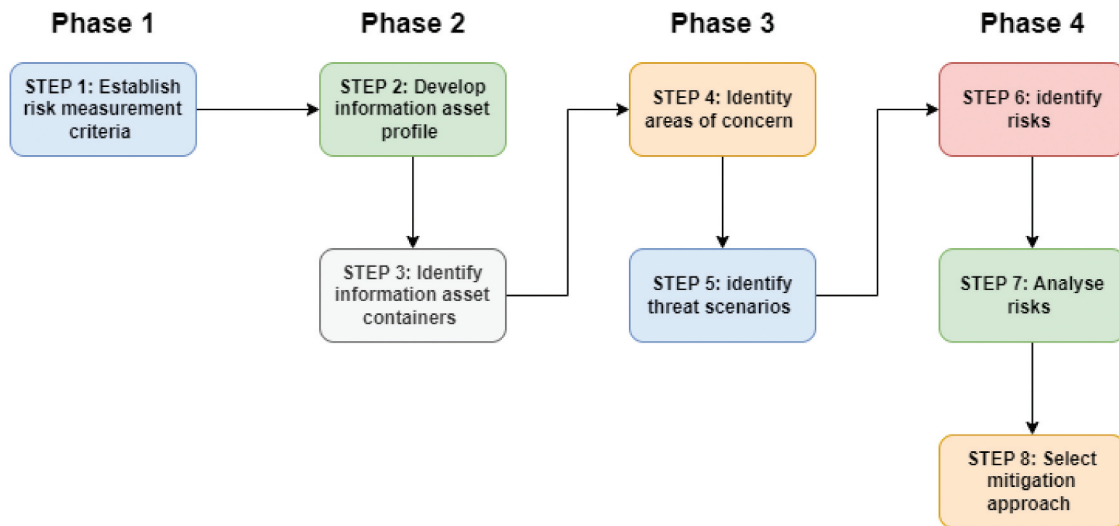 Phase 1
Phase 2
Phase 3
Phase 4
STEP 1: Establish
risk measurement
criteria
STEP 2: Develop
information asset
profile
STEP 3: Identify
information asset
containers
STEP 4: Identity
areas of concern
STEP 5: identify
threat scenarios
STEP 6: identify
risks
STEP 7: Analyse
risks
STEP 8: Select
mitigation
approach